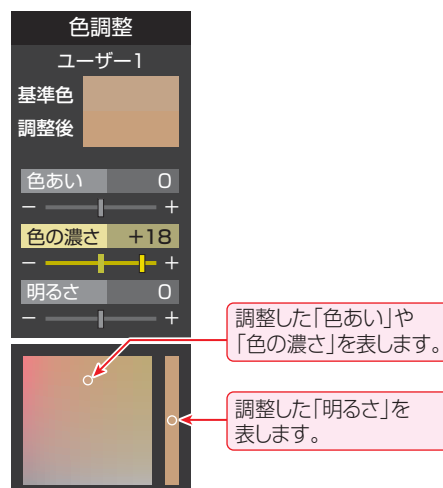 色調整
ユーザー1
基準色
調整後
色あい 0
− +
色の濃さ +18
− +
明るさ 0
− +
調整した「色あい」や
「色の濃さ」を表します。
調整した「明るさ」を
表します。